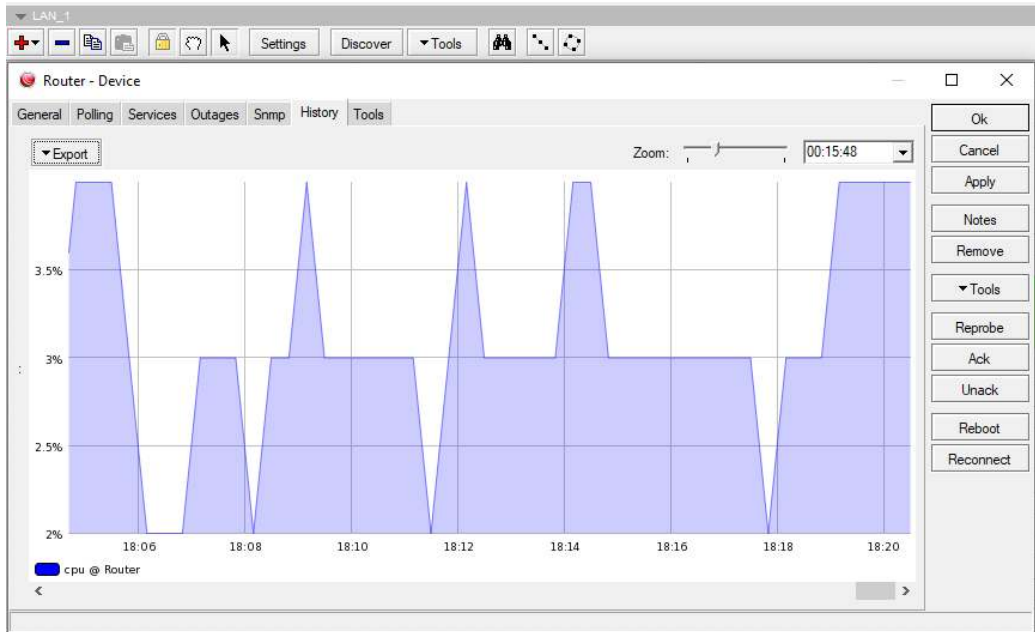 LAN_1
Settings Discover Tools
Router - Device
General Polling Services Outages Snmp History Tools
Export Zoom: 00:15:48
Ok
Cancel
Apply
Notes
Remove
Tools
Reprobe
Ack
Unack
Reboot
Reconnect
3.5%
3%
2.5%
2%
18:06 18:08 18:10 18:12 18:14 18:16 18:18 18:20
cpu @ Router